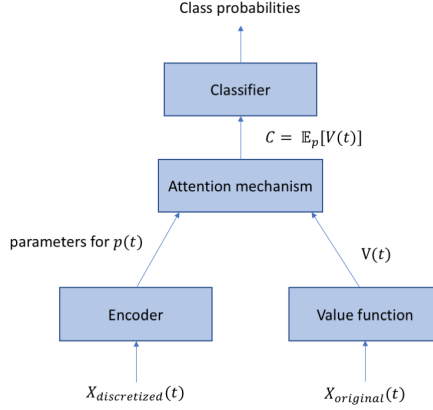 Class probabilities
Classifier
C = 𝔼_p[V(t)]
Attention mechanism
parameters for p(t)
V(t)
Encoder
Value function
X_discretized(t)
X_original(t)